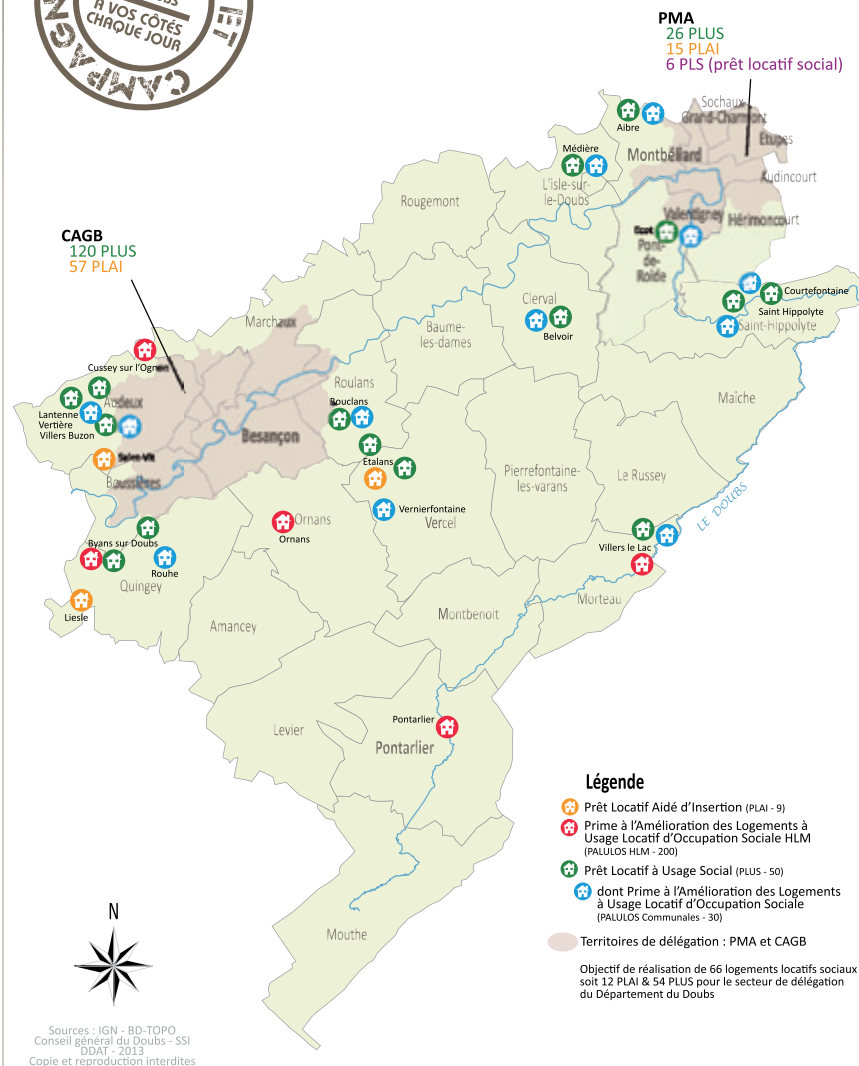 À VOS CÔTÉS
CHAQUE JOUR
ET
CAMPAGN
PMA
26 PLUS
15 PLAI
6 PLS (prêt locatif social)
Sochaux
Grand-Charmont
Aibre
Etupes
Médière
Montbéliard
Audincourt
L'isle-sur-
le-Doubs
Rougemont
Valentigney
Hérimoncourt
CAGB
120 PLUS
57 PLAI
Ecot
Pont-
de-
Roide
Courtefontaine
Clerval
Saint Hippolyte
Marchaux
Saint-Hippolyte
Baume-
les-dames
Belvoir
Cussey sur l'Ognon
Roulans
Maîche
Audeux
Bouclans
Lantenne
Vertière
Villers Buzon
Besançon
Saint-Vit
Etalans
Pierrefontaine-
les-varans
Le Russey
Boussières
LE DOUBS
Vernierfontaine
Vercel
Ornans
Ornans
Byans sur Doubs
Villers le Lac
Rouhe
Quingey
Morteau
Liesle
Montbenoit
Amancey
Pontarlier
Levier
Pontarlier
Légende
Prêt Locatif Aidé d'Insertion (PLAI - 9)
Prime à l'Amélioration des Logements à
Usage Locatif d'Occupation Sociale HLM
(PALULOS HLM - 200)
Prêt Locatif à Usage Social (PLUS - 50)
dont Prime à l'Amélioration des Logements
à Usage Locatif d'Occupation Sociale
(PALULOS Communales - 30)
N
Mouthe
Territoires de délégation : PMA et CAGB
Objectif de réalisation de 66 logements locatifs sociaux
soit 12 PLAI & 54 PLUS pour le secteur de délégation
du Département du Doubs
Sources : IGN - BD-TOPO
Conseil général du Doubs - SSI
DDAT - 2013
Copie et reproduction interdites